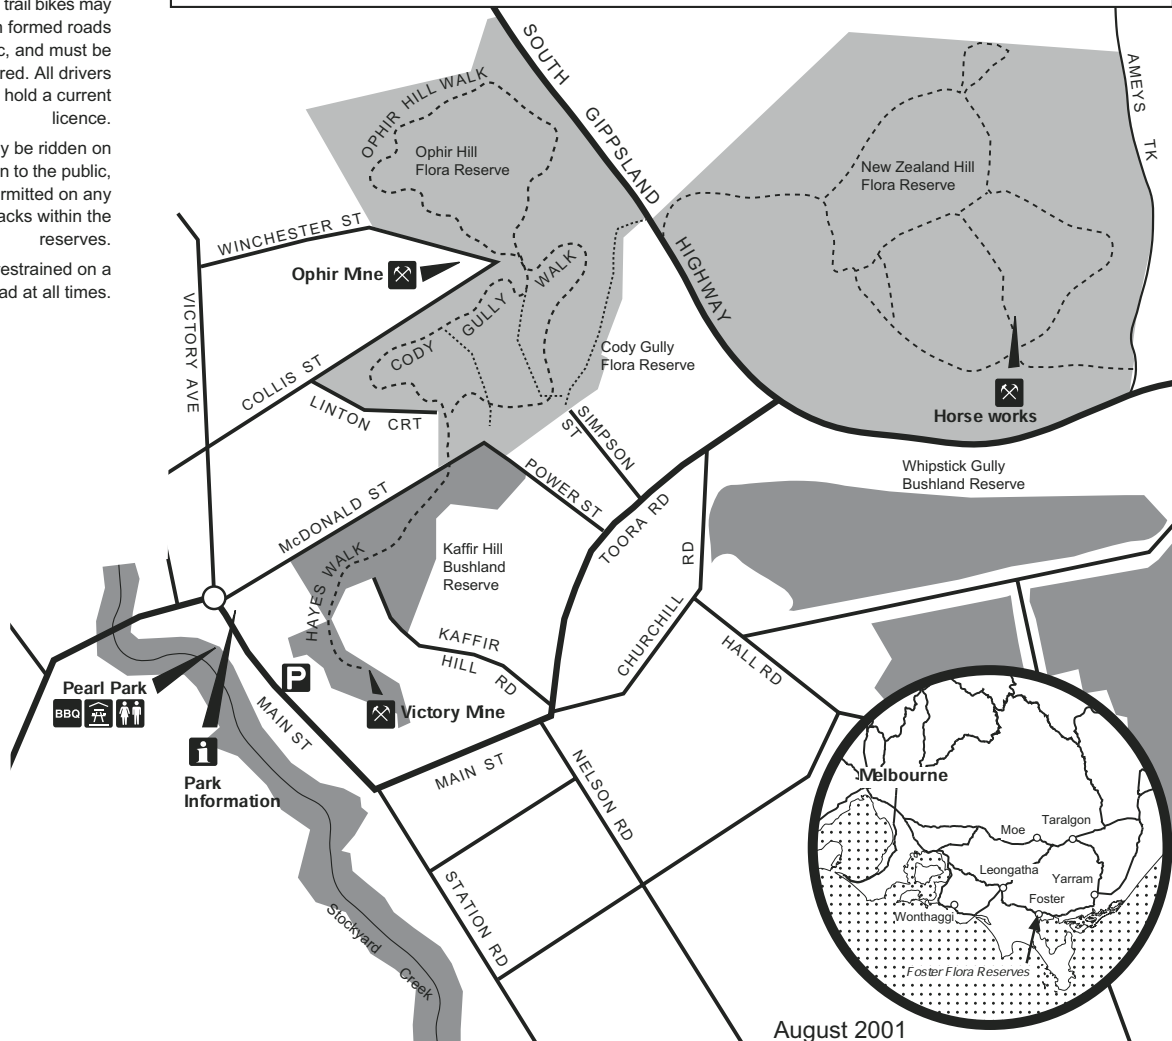 trail bikes may
n formed roads
c, and must be
red. All drivers
hold a current
licence.
y be ridden on
n to the public,
rmitted on any
acks within the
reserves.
estrained on a
ad at all times.
SOUTH GIPPSLAND HIGHWAY
AMEYS TK
OPHIR HILL WALK
Ophir Hill
Flora Reserve
New Zealand Hill
Flora Reserve
WINCHESTER ST
Ophir Mine
VICTORY AVE
CODY GULLY WALK
Cody Gully
Flora Reserve
COLLIS ST
LINTON CRT
Horse works
SIMPSON
ST
POWER ST
Whipstick Gully
Bushland Reserve
McDONALD ST
TOORA RD
HAYES WALK
Kaffir Hill
Bushland
Reserve
CHURCHILL RD
KAFFIR
HILL RD
HALL RD
P
Pearl Park
BBQ
Victory Mine
MAIN ST
i
Park
Information
MAIN ST
NELSON RD
STATION RD
Stockyard Creek
Melbourne
Moe
Taralgon
Leongatha
Yarram
Foster
Wonthaggi
Foster Flora Reserves
August 2001